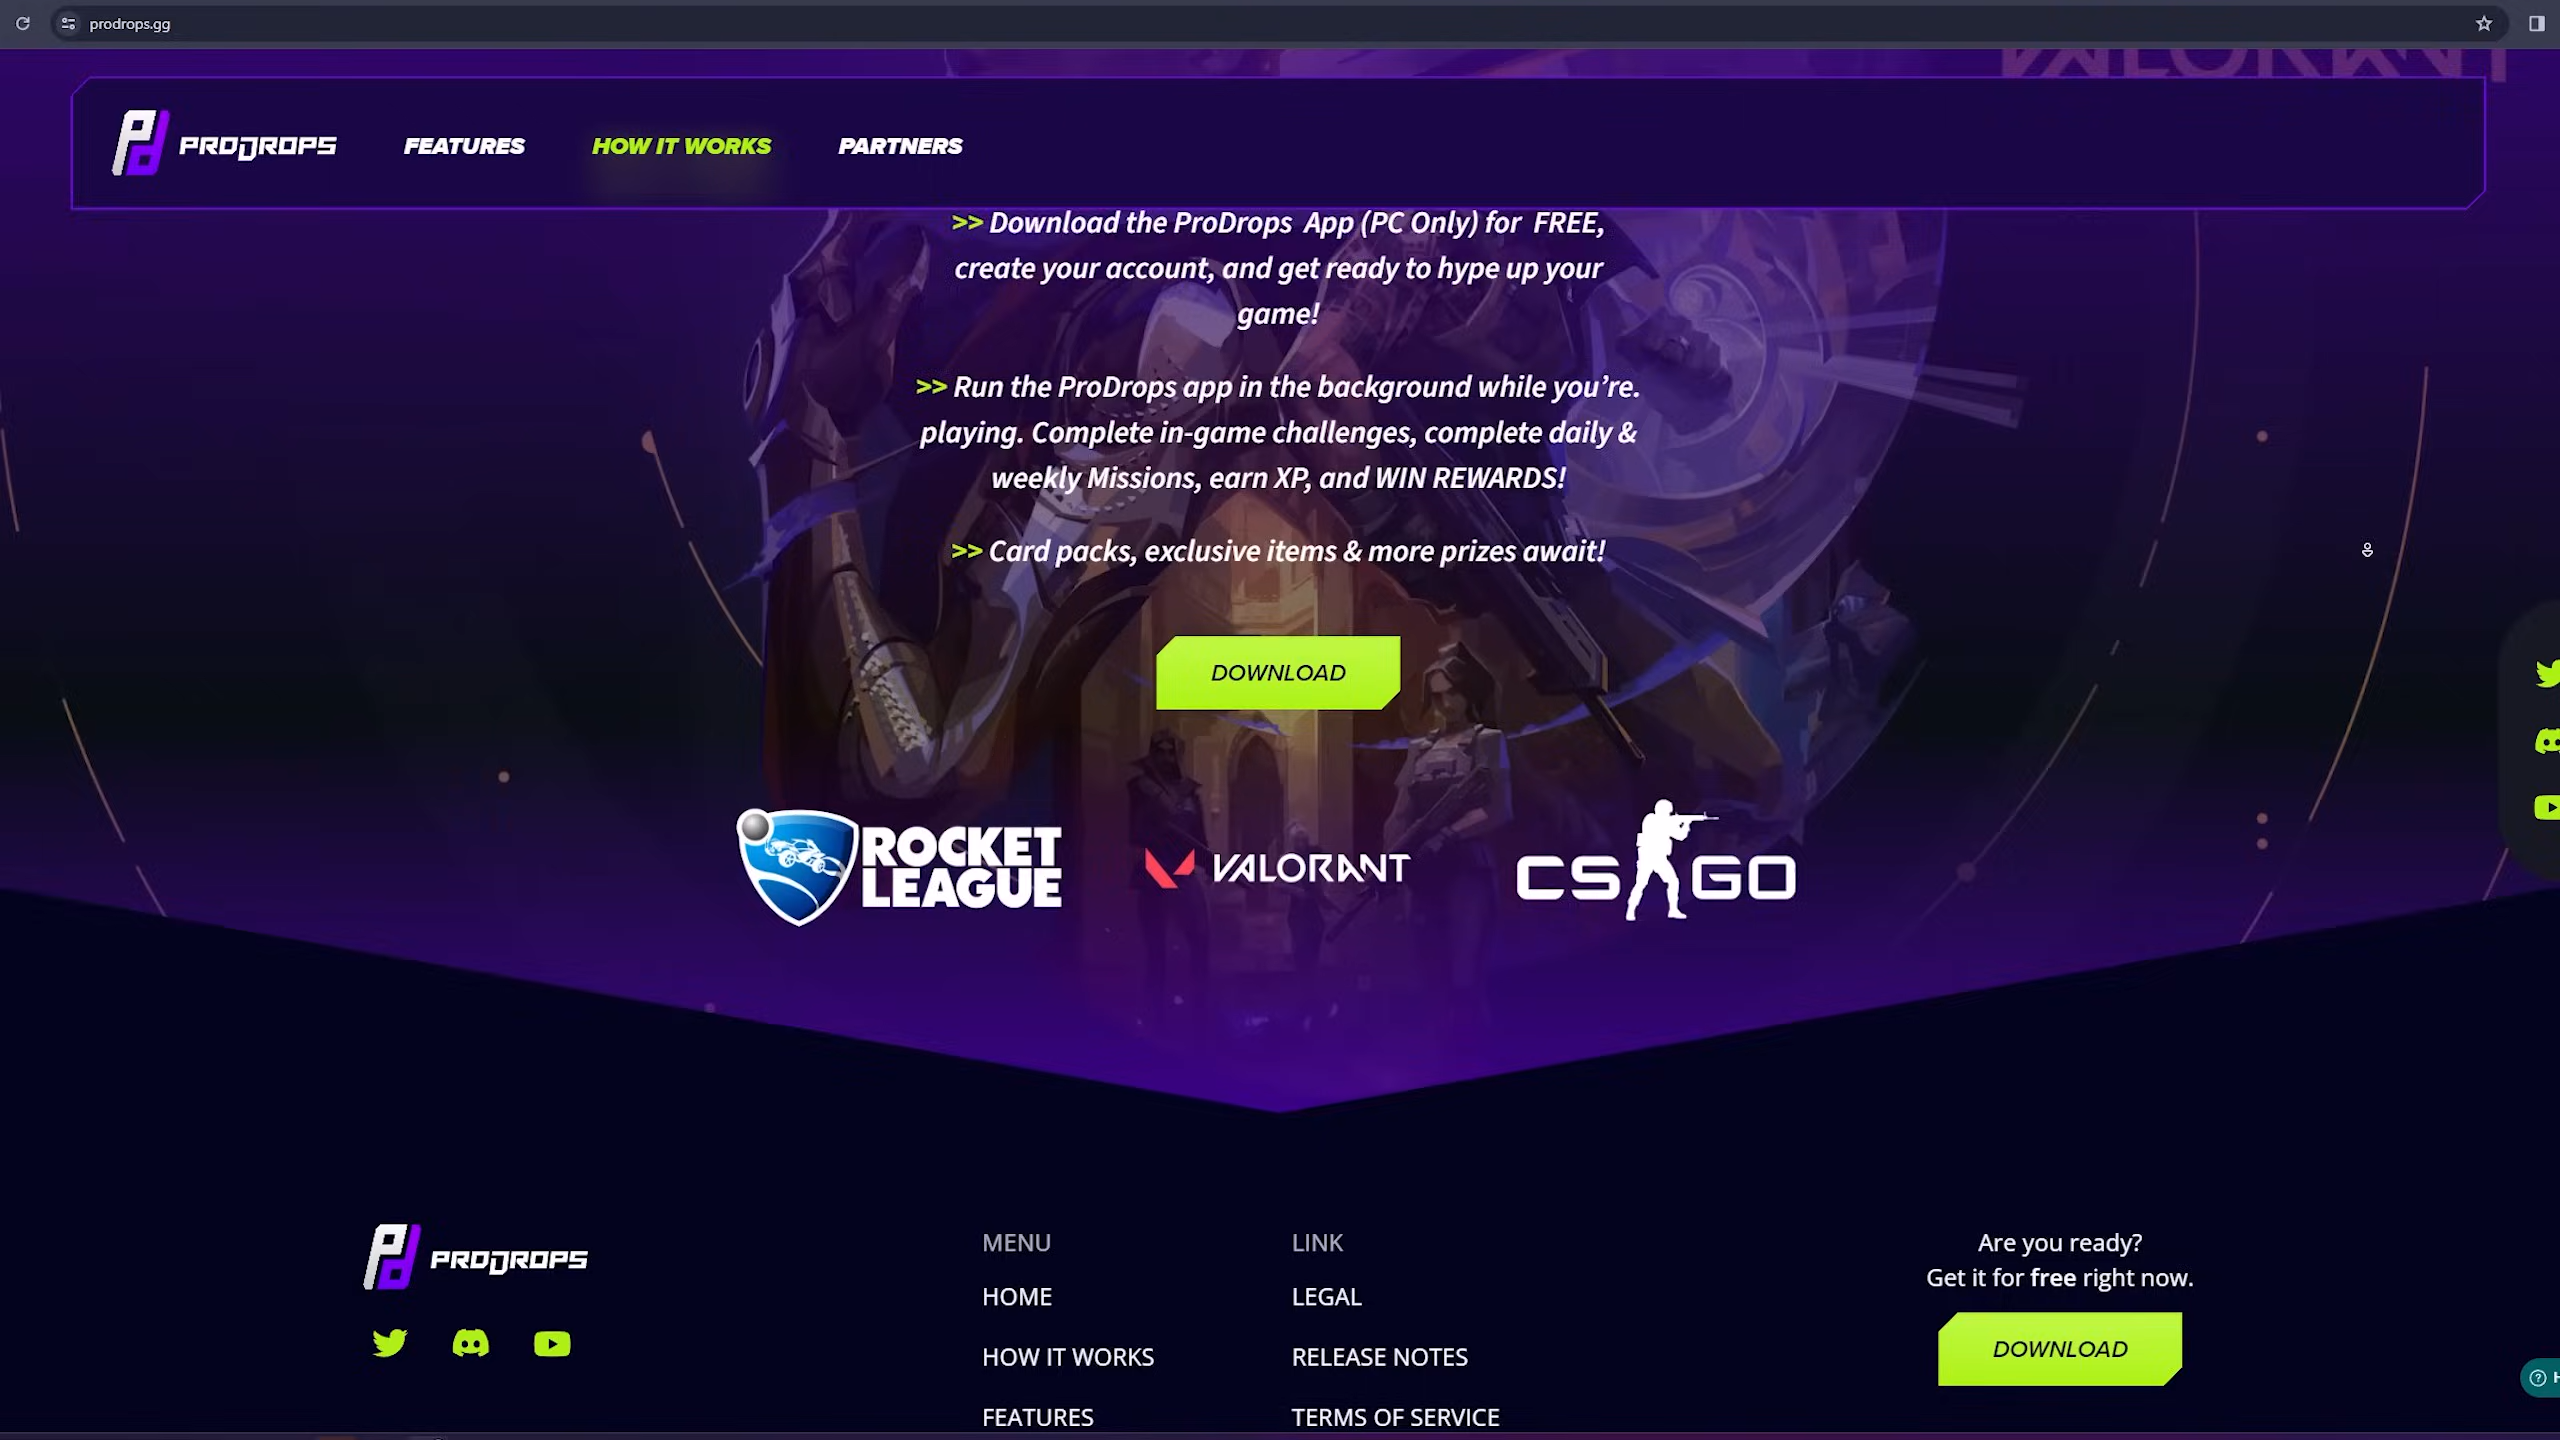 prodrops.gg
VALORANT
PRODROPS
FEATURES
HOW IT WORKS
PARTNERS
>> Download the ProDrops App (PC Only) for FREE,
create your account, and get ready to hype up your
game!
>> Run the ProDrops app in the background while you’re.
playing. Complete in-game challenges, complete daily &
weekly Missions, earn XP, and WIN REWARDS!
>> Card packs, exclusive items & more prizes await!
DOWNLOAD
ROCKET
LEAGUE
VALORANT
CS GO
PRODROPS
MENU
HOME
HOW IT WORKS
FEATURES
LINK
LEGAL
RELEASE NOTES
TERMS OF SERVICE
Are you ready?
Get it for free right now.
DOWNLOAD